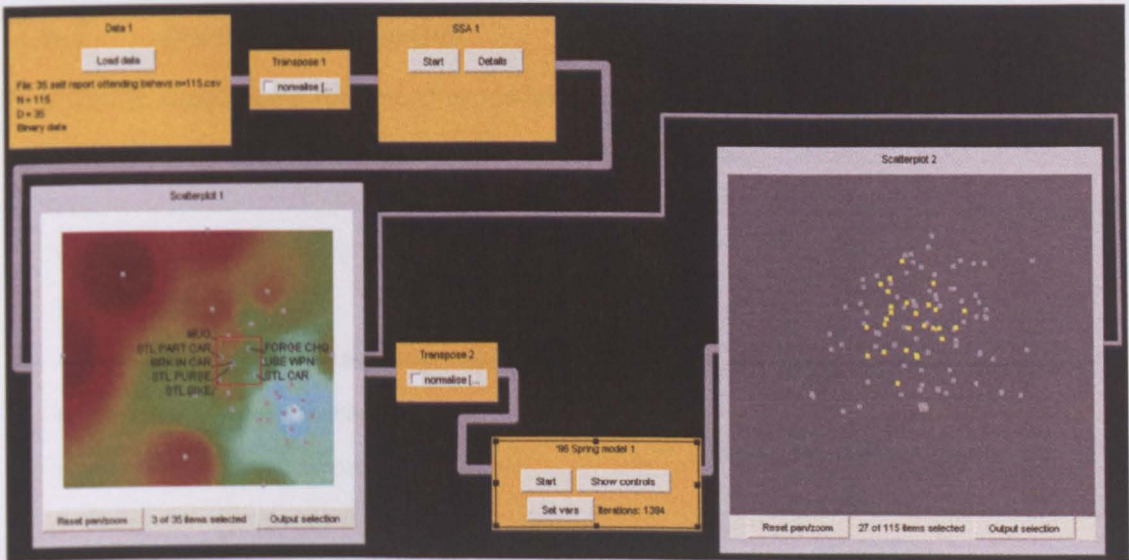 Data 1
Load data
File: 35 self report offending behavs n=115.csv
N = 115
D = 35
Binary data
Transpose 1
normalise [...
SSA 1
Start
Details
Scatterplot 1
MUG
STL PART CAR
BRK IN CAR
STL PURSE
STL BIKE
FORGE CHQ
USE WPN
STL CAR
Reset pan/zoom
3 of 35 items selected
Output selection
Transpose 2
normalise [...
'96 Spring model 1
Start
Show controls
Set vars
Iterations: 1384
Scatterplot 2
Reset pan/zoom
27 of 115 items selected
Output selection